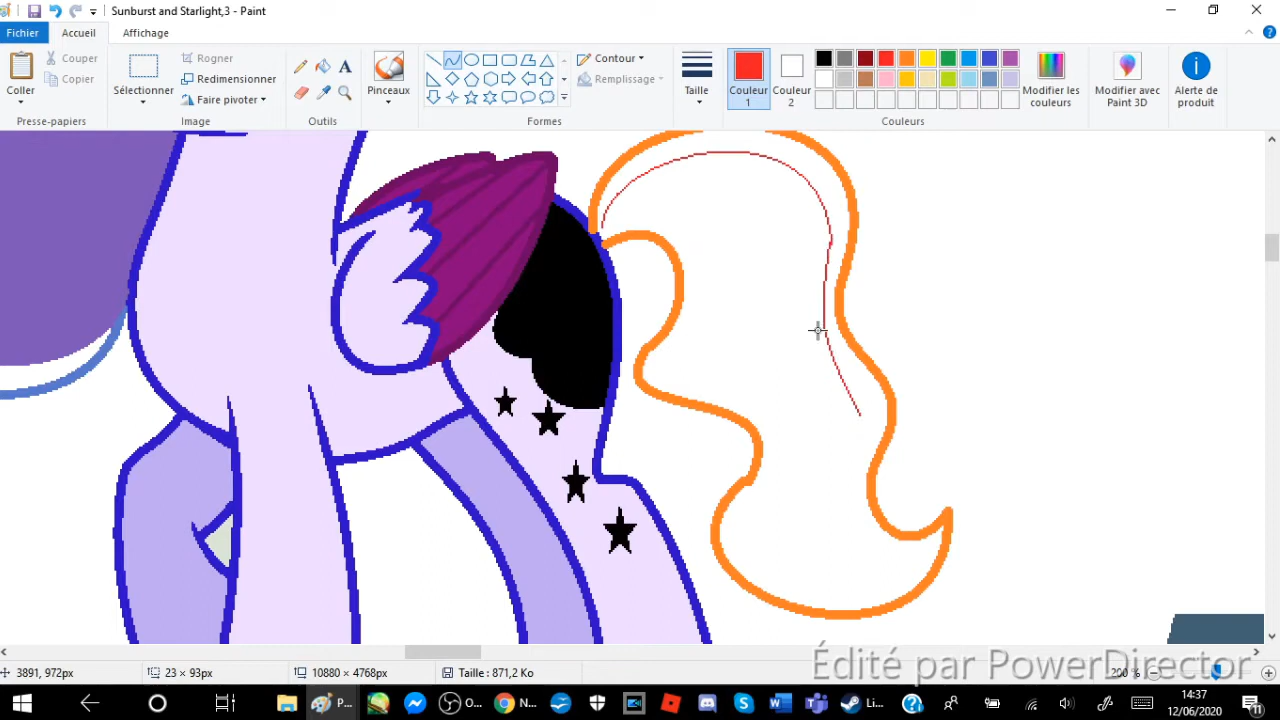 Sunburst and Starlight,3 - Paint
Fichier
Accueil
Affichage
Coller
Couper
Copier
Presse-papiers
Sélectionner
Rogner
Redimensionner
Faire pivoter
Image
Outils
Pinceaux
Contour
Remplissage
Formes
Taille
Couleur 1
Couleur 2
Modifier les couleurs
Couleurs
Modifier avec Paint 3D
Alerte de produit
3891, 972px
23 × 93px
10880 × 4768px
Taille : 871,2 Ko
200 %
Édité par PowerDirector
P...
O...
N...
Li...
14:37
12/06/2020
11